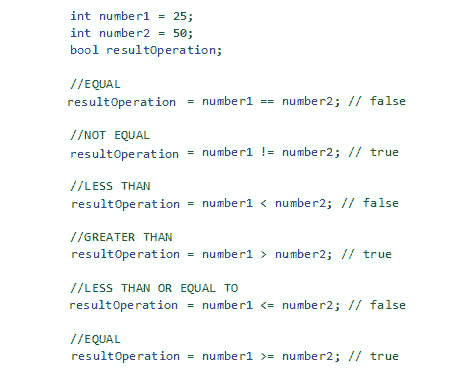 int number1 = 25;
int number2 = 50;
bool resultOperation;
//EQUAL
resultOperation = number1 == number2; // false
//NOT EQUAL
resultOperation = number1 != number2; // true
//LESS THAN
resultOperation = number1 < number2; // false
//GREATER THAN
resultOperation = number1 > number2; // true
//LESS THAN OR EQUAL TO
resultOperation = number1 <= number2; // false
//EQUAL
resultOperation = number1 >= number2; // true